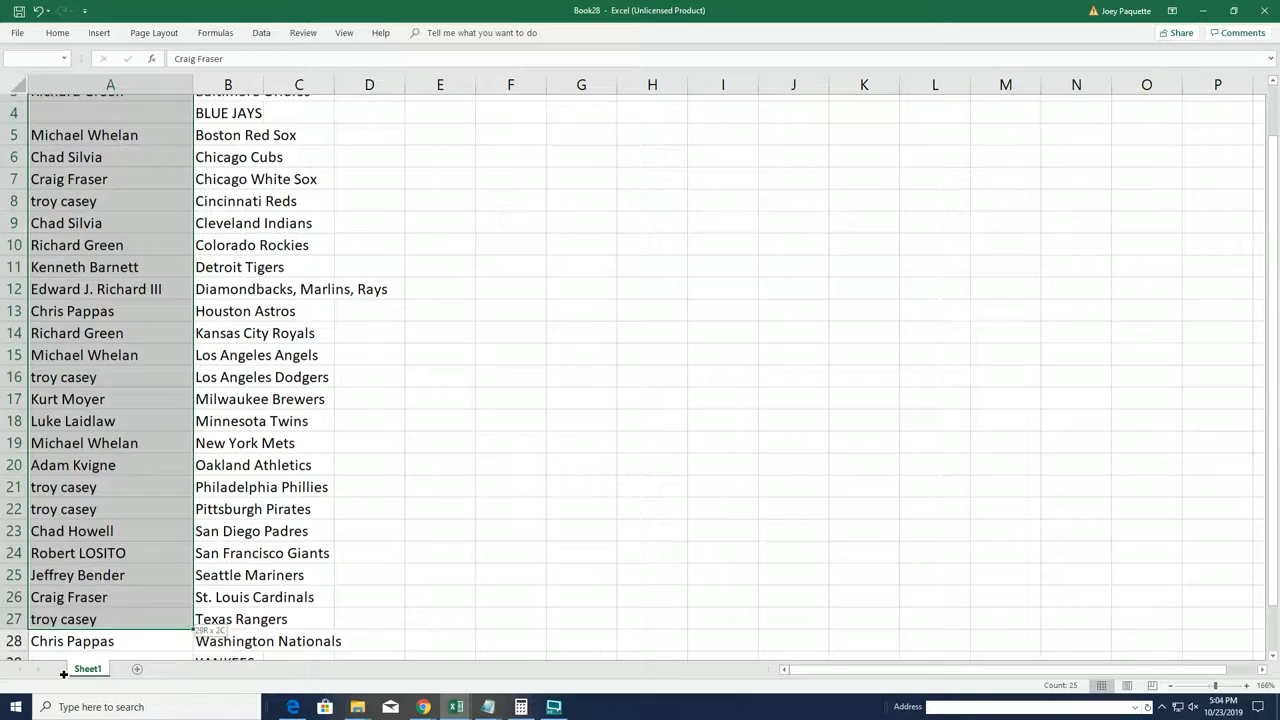 Book28 - Excel (Unlicensed Product)
Joey Paquette
File Home Insert Page Layout Formulas Data Review View Help Tell me what you want to do
Share Comments
fx Craig Fraser
A B C D E F G H I J K L M N O P
Richard Green Baltimore Orioles
4 BLUE JAYS
5 Michael Whelan Boston Red Sox
6 Chad Silvia Chicago Cubs
7 Craig Fraser Chicago White Sox
8 troy casey Cincinnati Reds
9 Chad Silvia Cleveland Indians
10 Richard Green Colorado Rockies
11 Kenneth Barnett Detroit Tigers
12 Edward J. Richard III Diamondbacks, Marlins, Rays
13 Chris Pappas Houston Astros
14 Richard Green Kansas City Royals
15 Michael Whelan Los Angeles Angels
16 troy casey Los Angeles Dodgers
17 Kurt Moyer Milwaukee Brewers
18 Luke Laidlaw Minnesota Twins
19 Michael Whelan New York Mets
20 Adam Kvigne Oakland Athletics
21 troy casey Philadelphia Phillies
22 troy casey Pittsburgh Pirates
23 Chad Howell San Diego Padres
24 Robert LOSITO San Francisco Giants
25 Jeffrey Bender Seattle Mariners
26 Craig Fraser St. Louis Cardinals
27 troy casey Texas Rangers
29R x 2C
28 Chris Pappas Washington Nationals
YANKEES
Sheet1
Count: 25 166%
Type here to search
Address
5:04 PM
10/23/2019